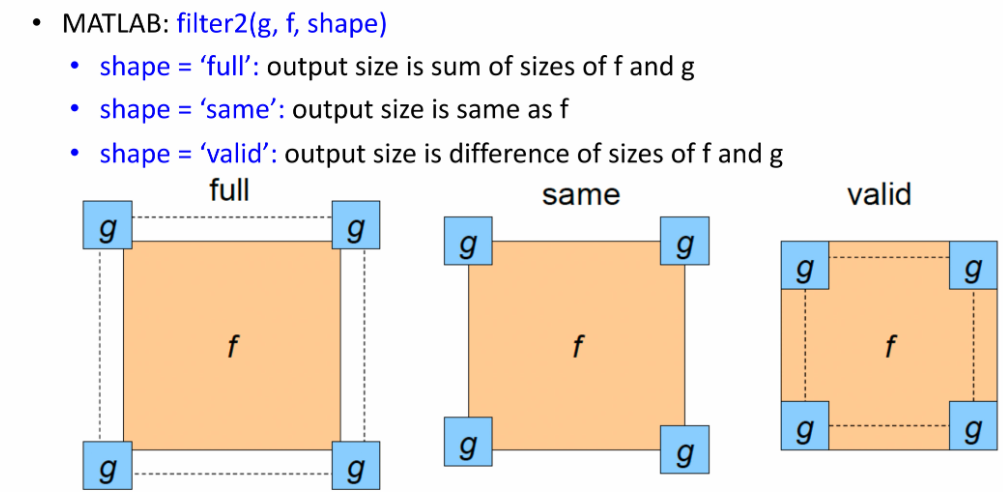 • MATLAB: filter2(g, f, shape)
• shape = ‘full’: output size is sum of sizes of f and g
• shape = ‘same’: output size is same as f
• shape = ‘valid’: output size is difference of sizes of f and g
full same valid
g g g g g g
f f f
g g g g g g